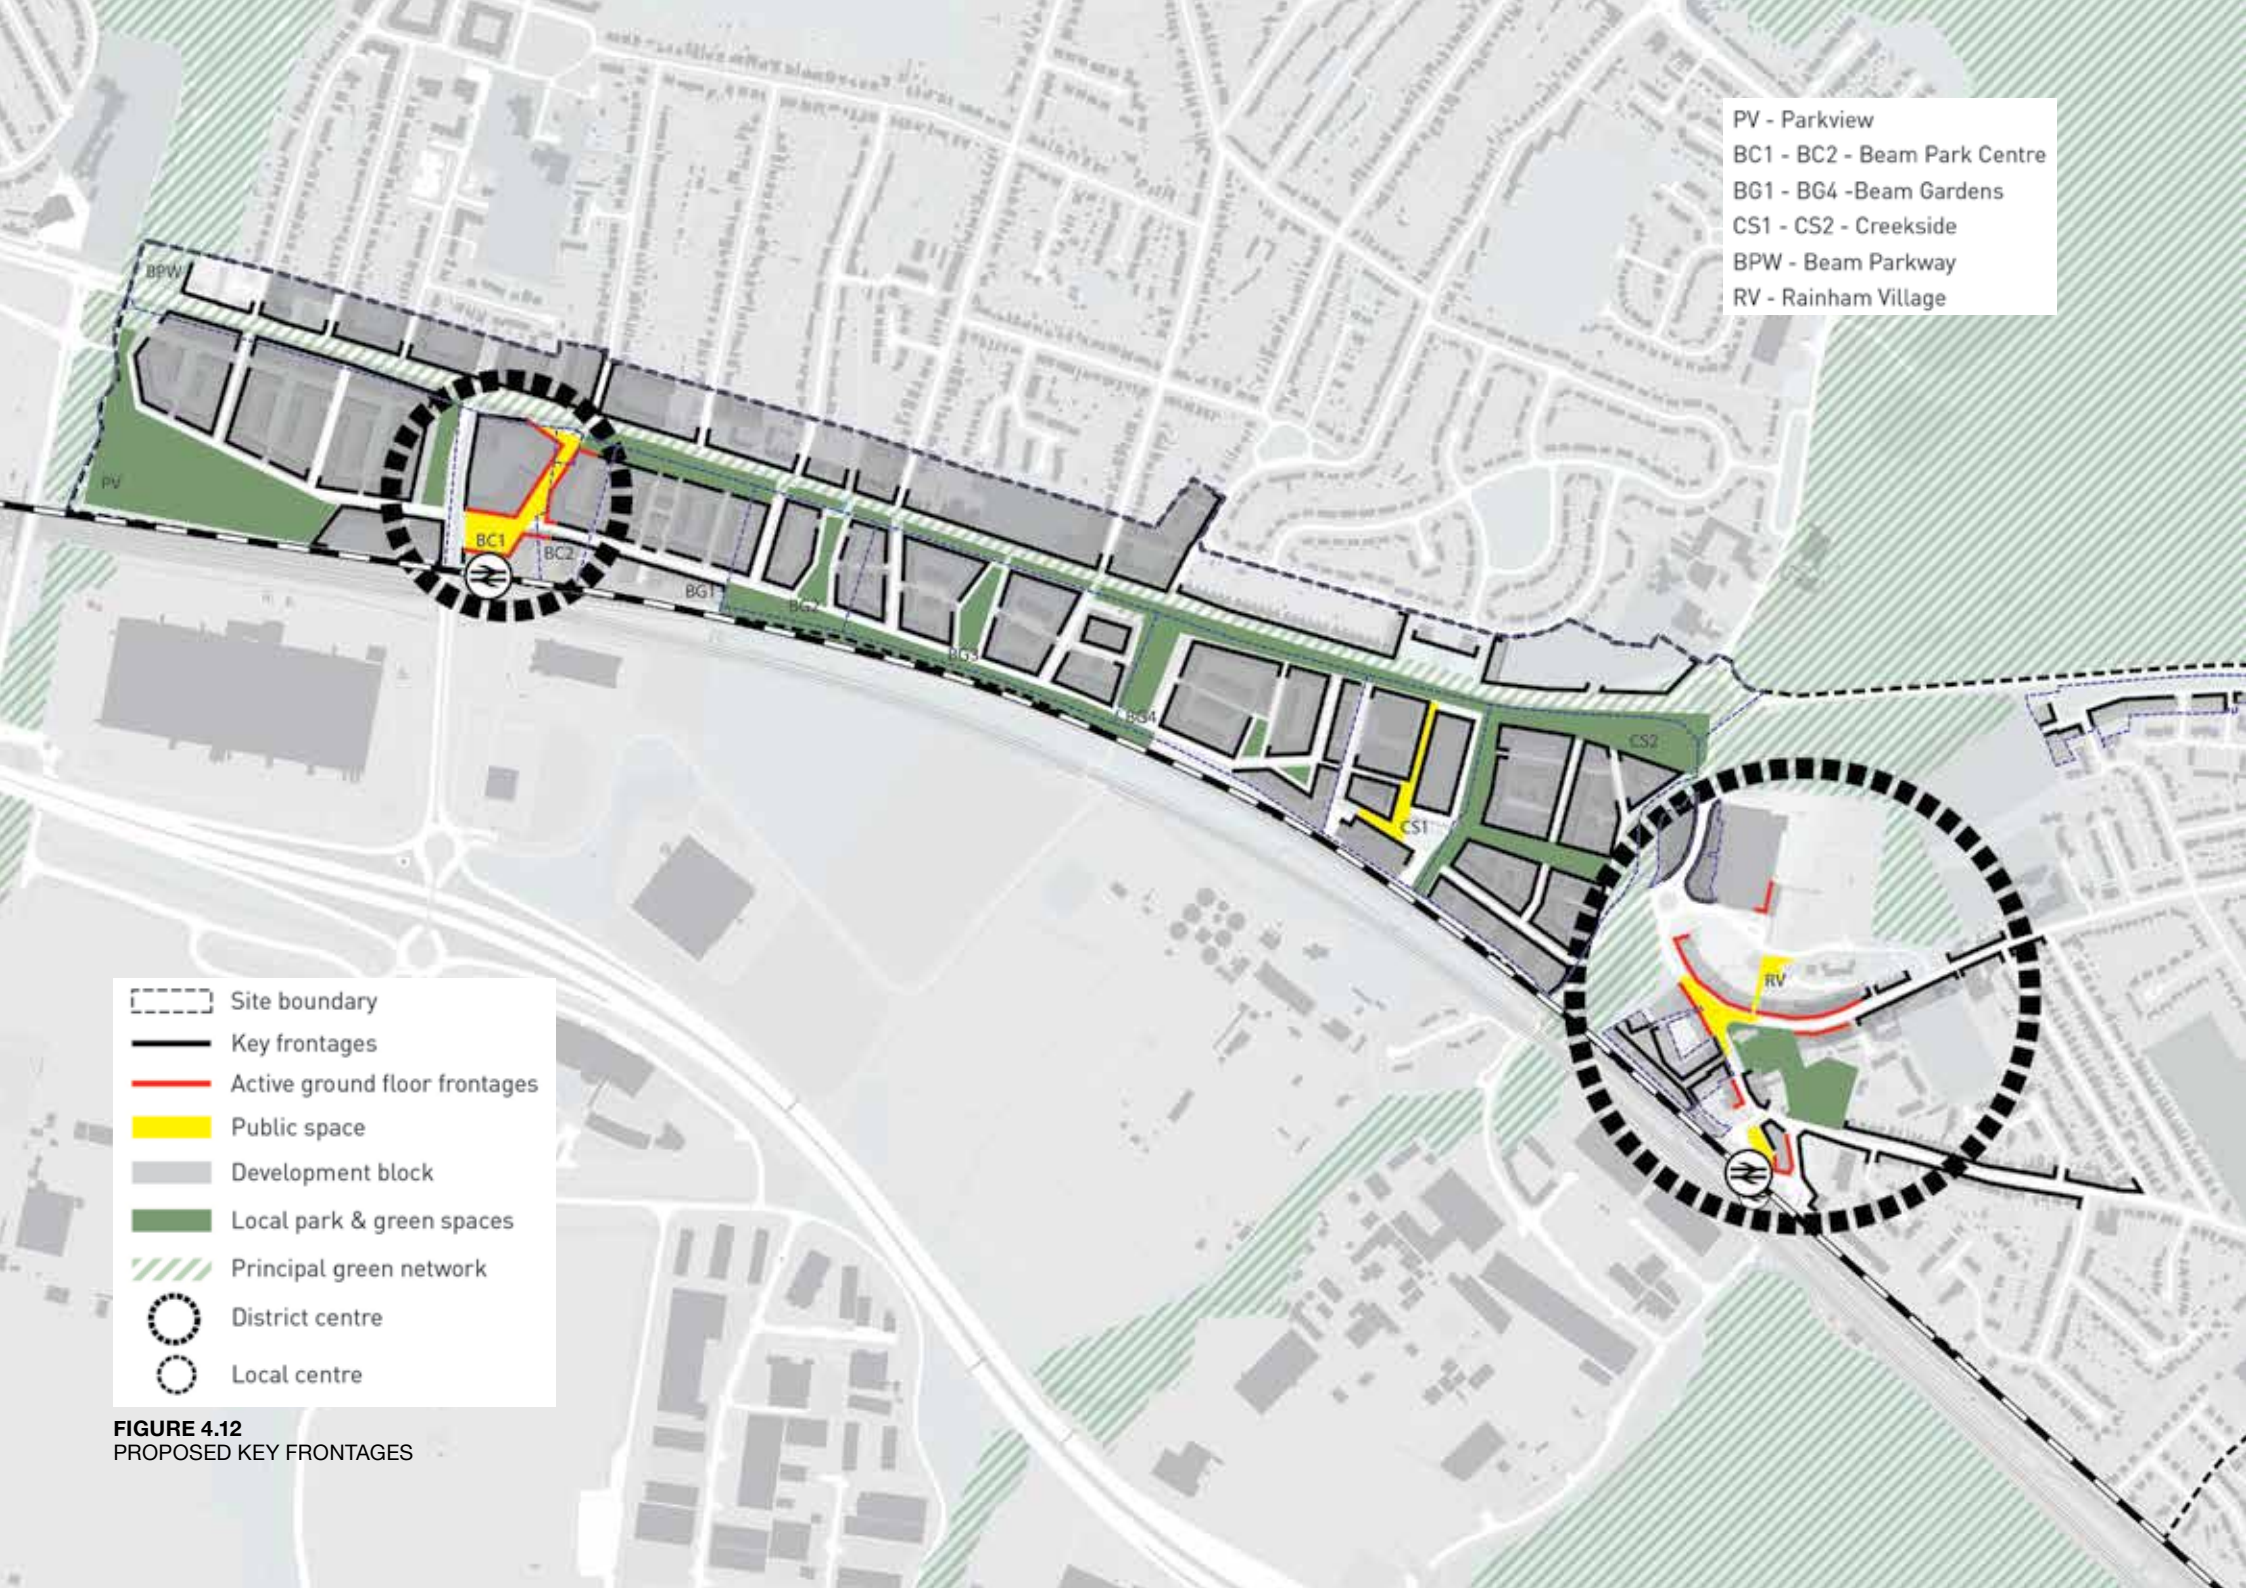 PV - Parkview
BC1 - BC2 - Beam Park Centre
BG1 - BG4 -Beam Gardens
CS1 - CS2 - Creekside
BPW - Beam Parkway
RV - Rainham Village
BPW
PV
BC1
BC2
BG1
BG2
BG3
BG4
CS2
CS1
RV
Site boundary
Key frontages
Active ground floor frontages
Public space
Development block
Local park & green spaces
Principal green network
District centre
Local centre
FIGURE 4.12
PROPOSED KEY FRONTAGES